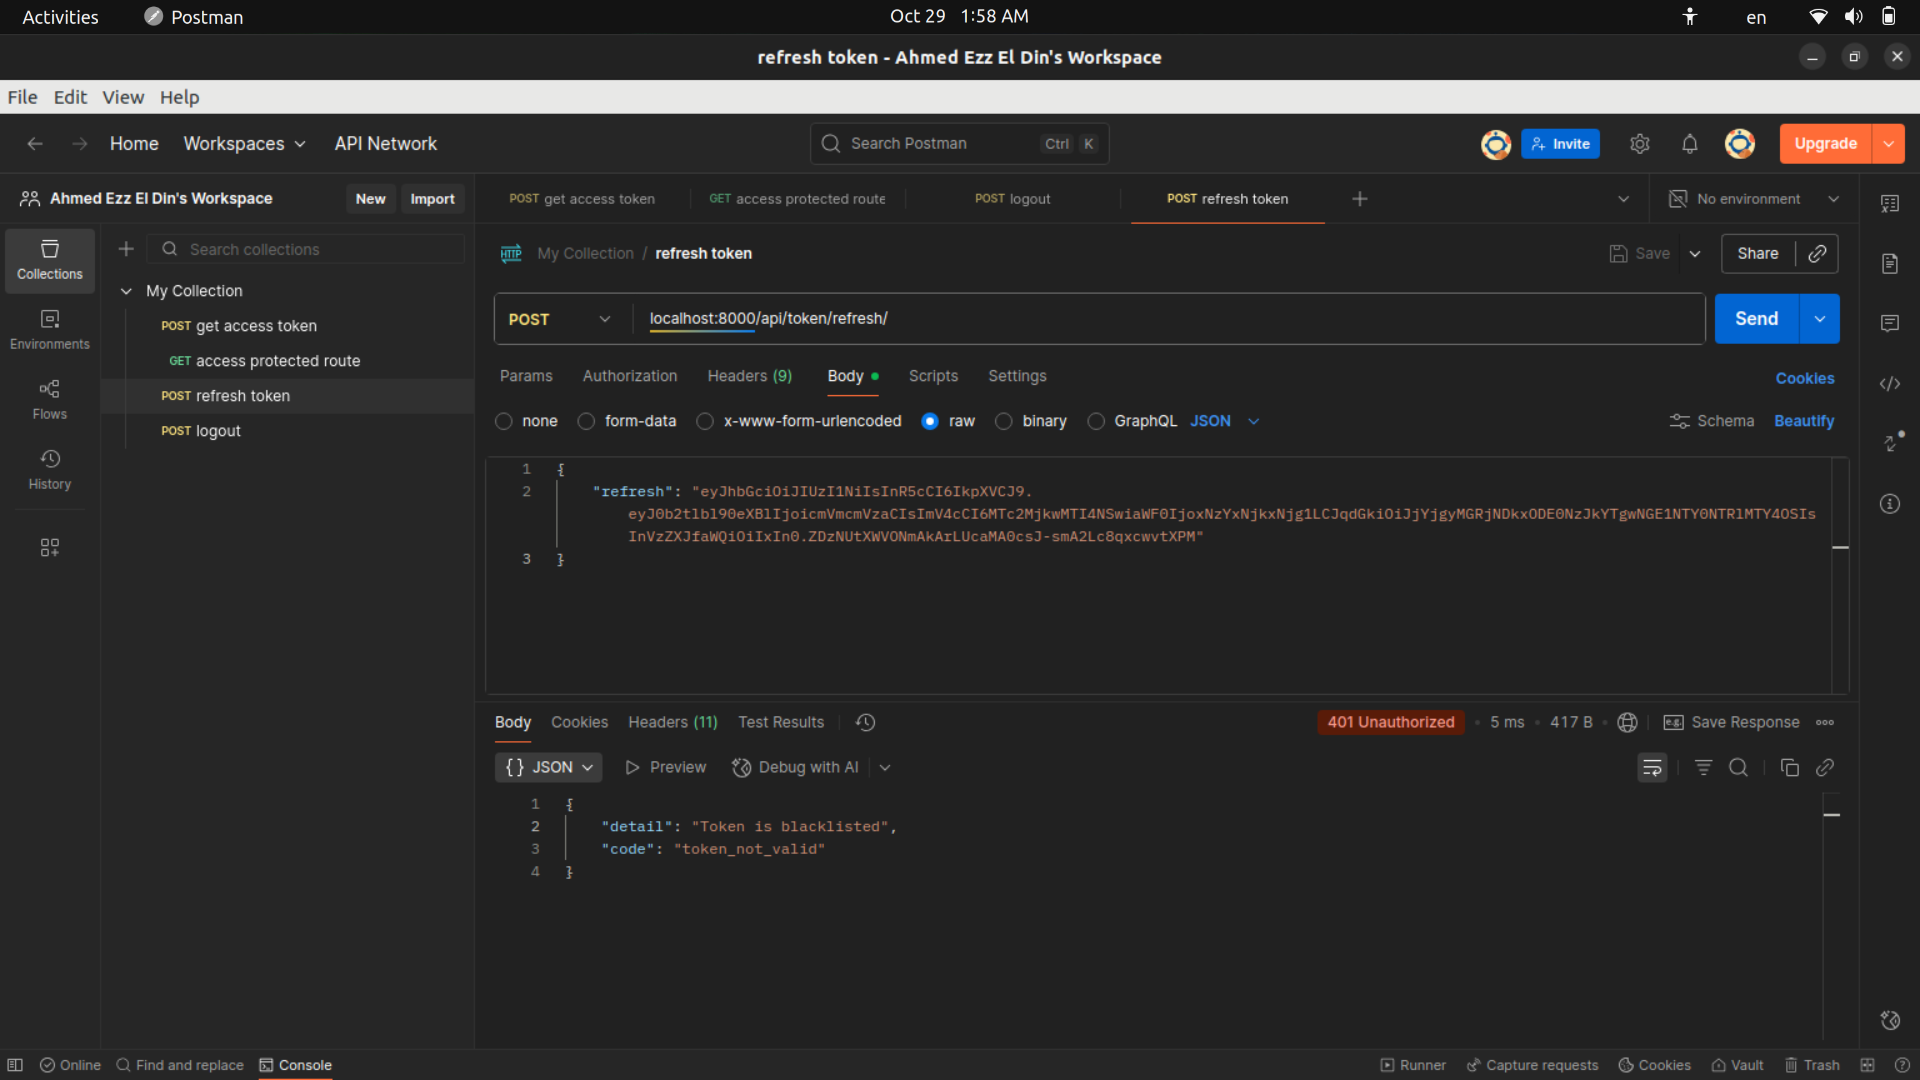 Activities
Postman
Oct 29 1:58 AM
en
refresh token - Ahmed Ezz El Din's Workspace
File Edit View Help
Home Workspaces API Network
Search Postman Ctrl K
Invite
Upgrade
Ahmed Ezz El Din's Workspace
New Import
POST get access token
GET access protected route
POST logout
POST refresh token
No environment
Collections
Search collections
Environments
Flows
History
My Collection
POST get access token
GET access protected route
POST refresh token
POST logout
HTTP My Collection / refresh token
Save
Share
POST localhost:8000/api/token/refresh/
Send
Params Authorization Headers (9) Body Scripts Settings
Cookies
none form-data x-www-form-urlencoded raw binary GraphQL JSON
Schema Beautify
1 {
2 "refresh": "eyJhbGciOiJIUzI1NiIsInR5cCI6IkpXVCJ9.
eyJ0b2tlbl90eXBlIjoicmVmcmVzaCIsImV4cCI6MTc2MjkwMTI4NSwiaWF0IjoxNzYxNjkxNjg1LCJqdGkiOiJjYjgyMGRjNDkxODE0NzJkYTgwNGE1NTY0NTRlMTY4OSIs
InVzZXJfaWQiOiIxIn0.ZDzNUtXWVONmAkArLUcaMA0csJ-smA2Lc8qxcwvtXPM"
3 }
Body Cookies Headers (11) Test Results
401 Unauthorized 5 ms 417 B e.g. Save Response
{} JSON Preview Debug with AI
1 {
2 "detail": "Token is blacklisted",
3 "code": "token_not_valid"
4 }
Online Find and replace Console
Runner Capture requests Cookies Vault Trash